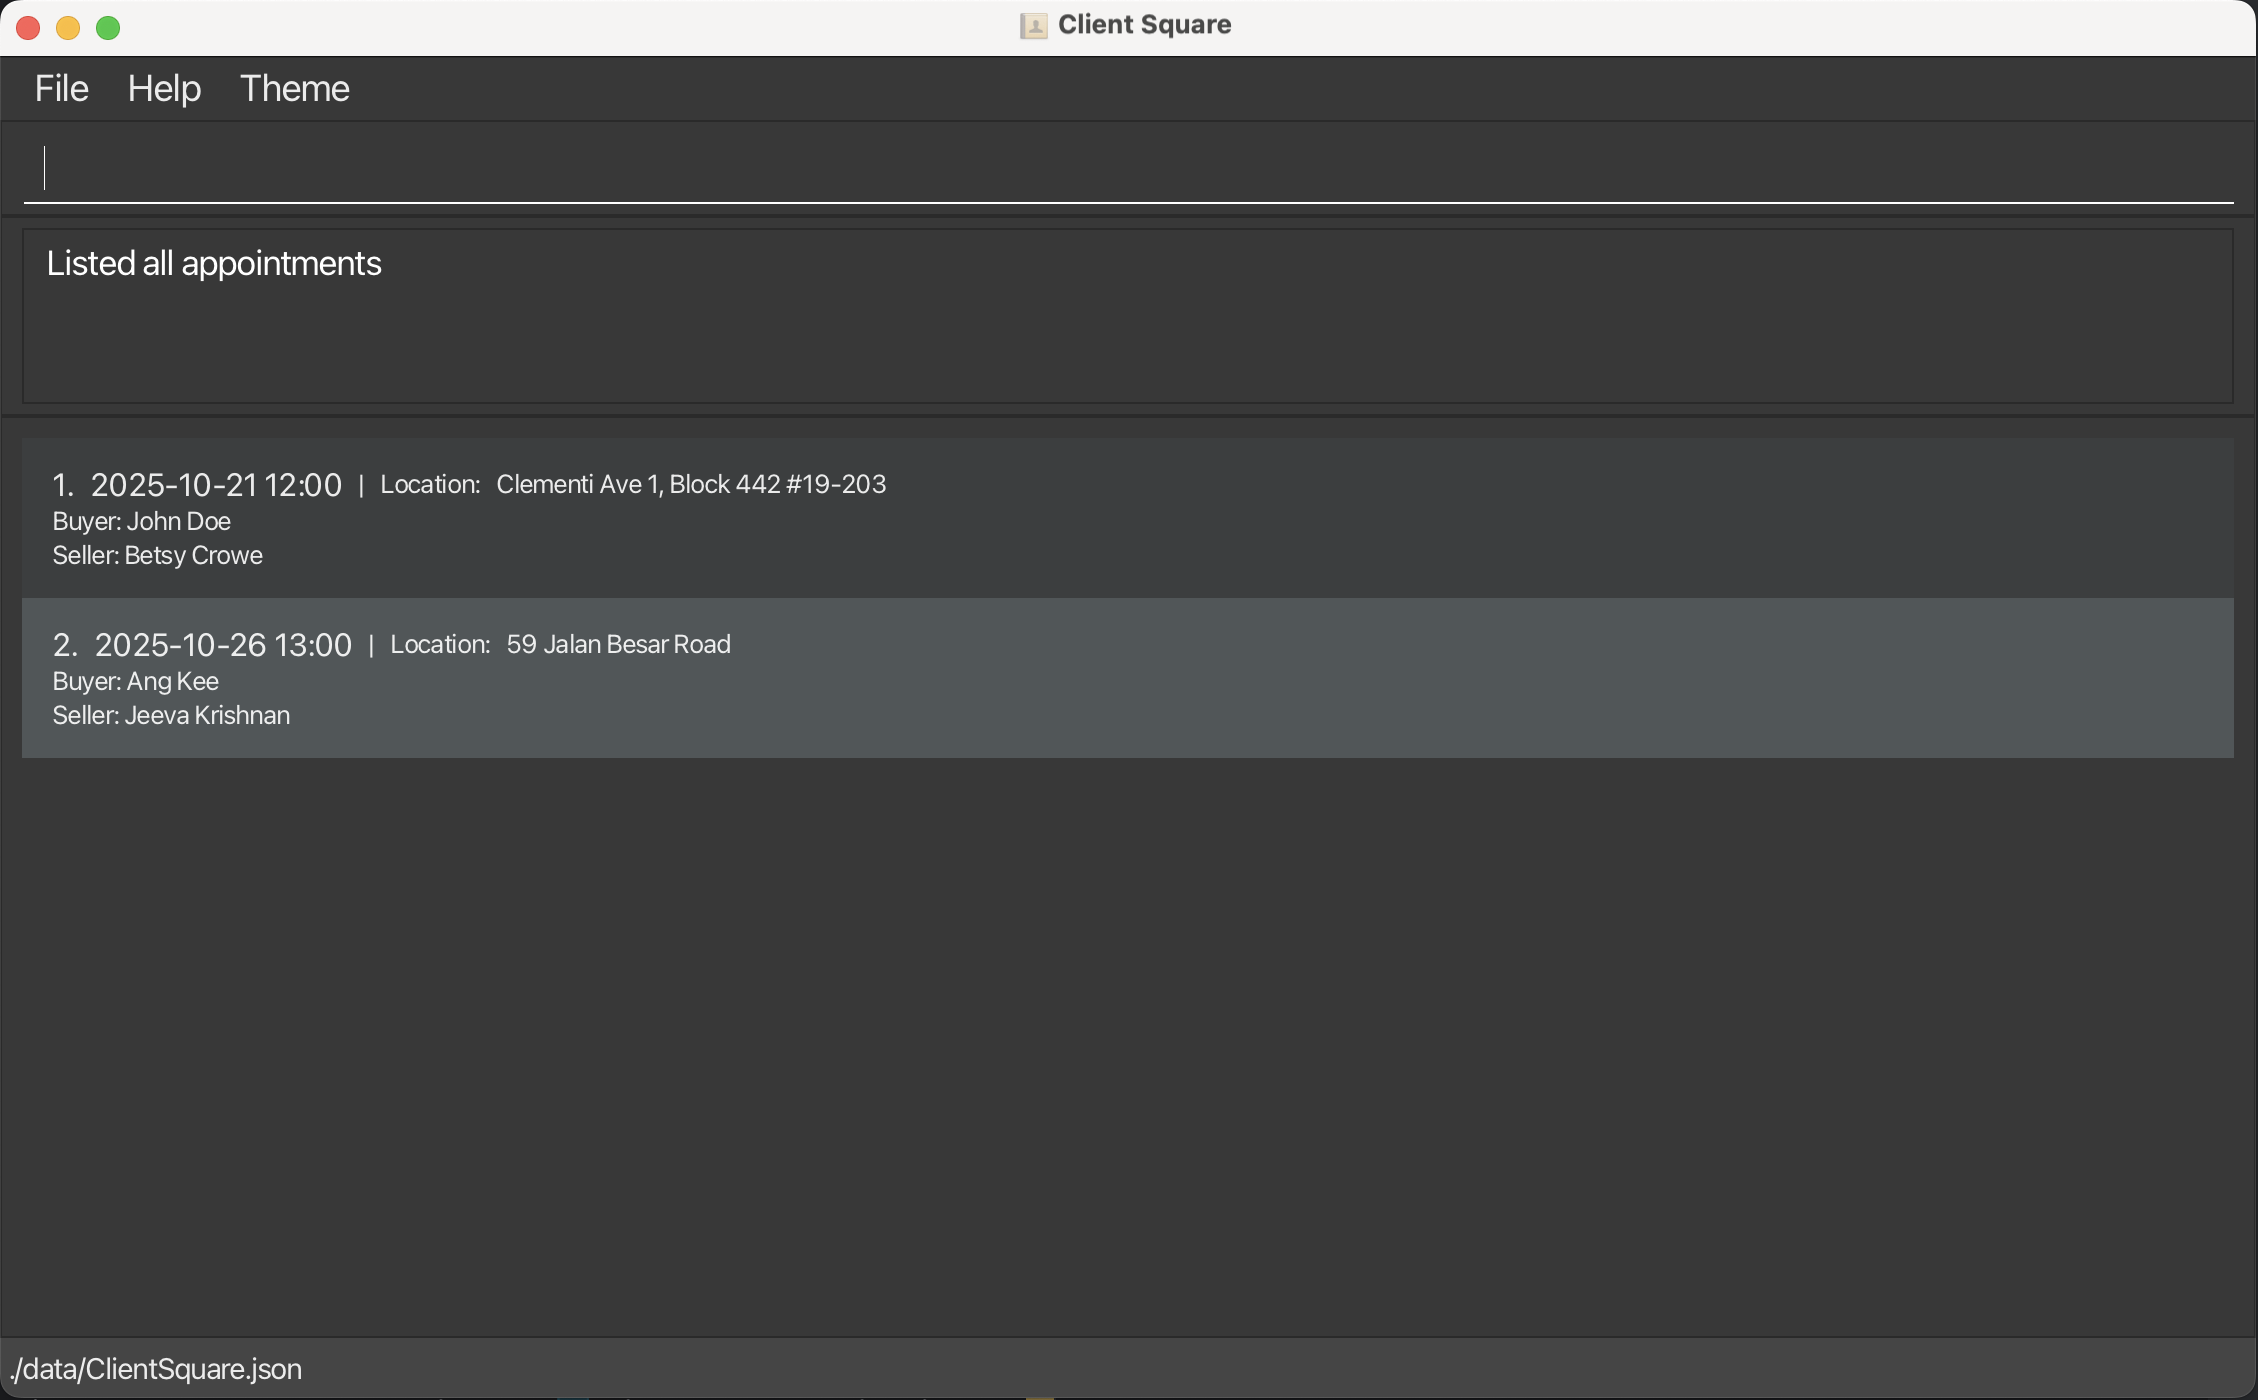 Client Square
File Help Theme
Listed all appointments
1. 2025-10-21 12:00 | Location: Clementi Ave 1, Block 442 #19-203
Buyer: John Doe
Seller: Betsy Crowe
2. 2025-10-26 13:00 | Location: 59 Jalan Besar Road
Buyer: Ang Kee
Seller: Jeeva Krishnan
./data/ClientSquare.json